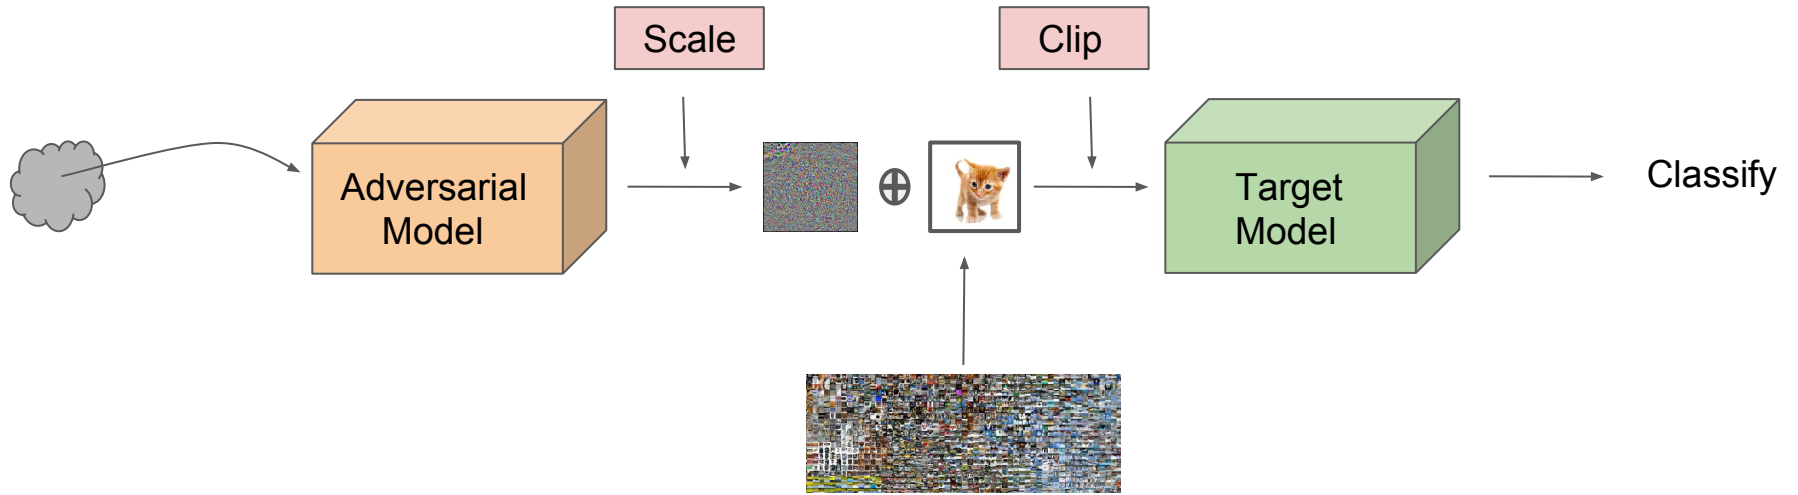 Scale
Clip
Adversarial
Model
Target
Model
Classify